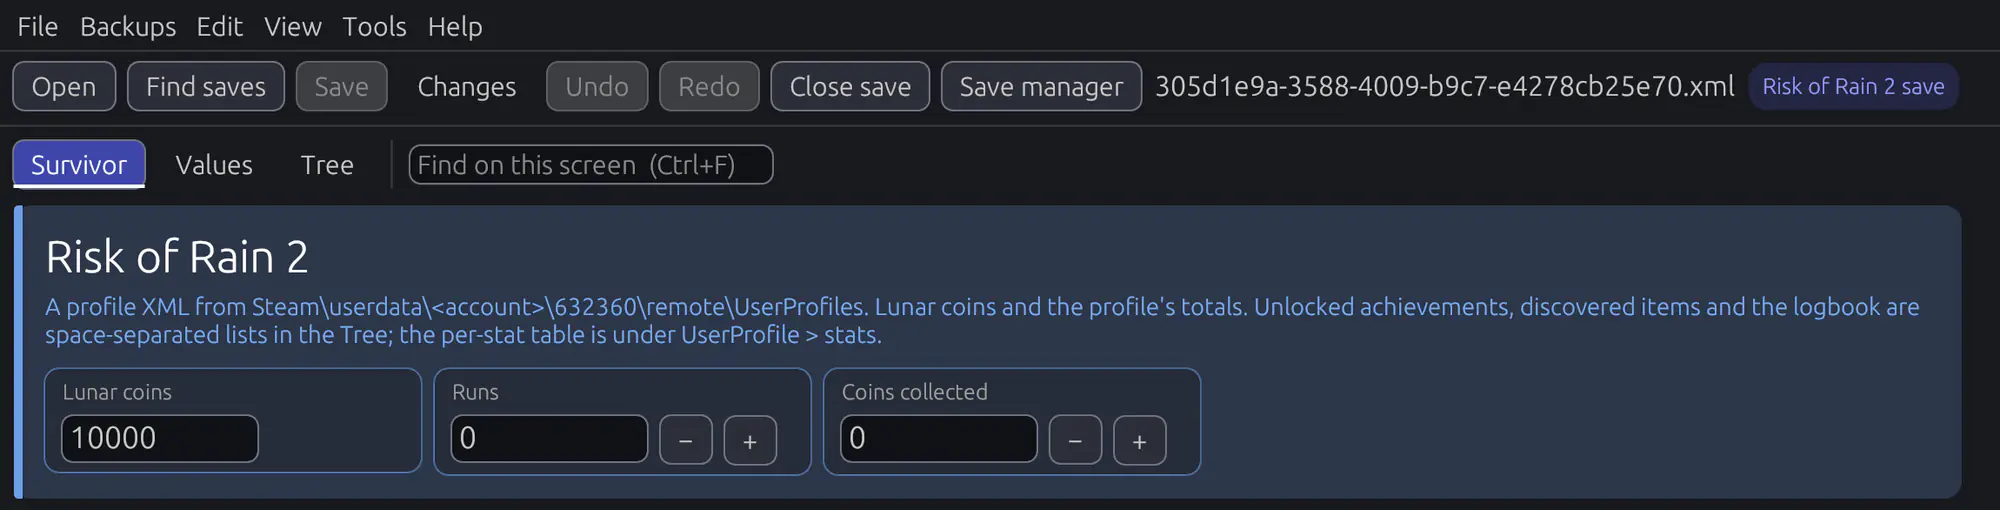 File Backups Edit View Tools Help
Open Find saves Save Changes Undo Redo Close save Save manager 305d1e9a-3588-4009-b9c7-e4278cb25e70.xml Risk of Rain 2 save
Survivor Values Tree Find on this screen (Ctrl+F)
Risk of Rain 2
A profile XML from Steam\userdata\<account>\632360\remote\UserProfiles. Lunar coins and the profile's totals. Unlocked achievements, discovered items and the logbook are
space-separated lists in the Tree; the per-stat table is under UserProfile > stats.
Lunar coins Runs Coins collected
10000 0 − + 0 − +